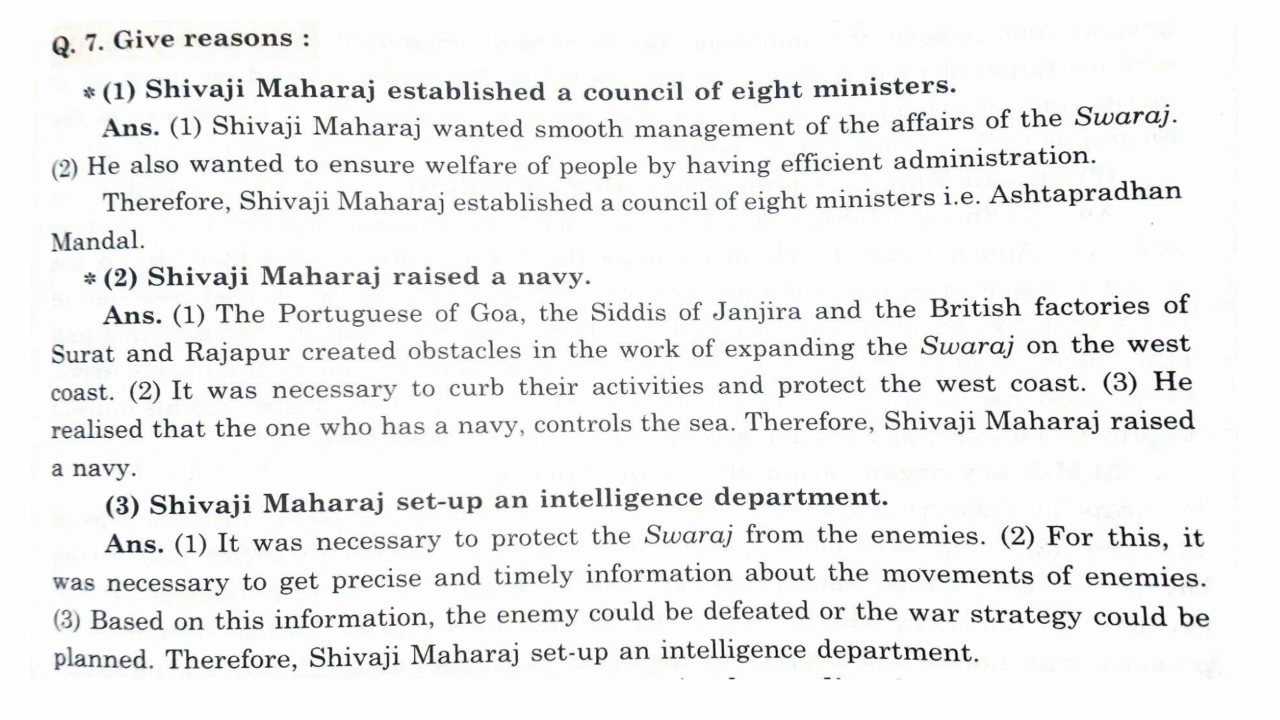 Q. 7. Give reasons :
* (1) Shivaji Maharaj established a council of eight ministers.
Ans. (1) Shivaji Maharaj wanted smooth management of the affairs of the Swaraj.
(2) He also wanted to ensure welfare of people by having efficient administration.
Therefore, Shivaji Maharaj established a council of eight ministers i.e. Ashtapradhan
Mandal.
* (2) Shivaji Maharaj raised a navy.
Ans. (1) The Portuguese of Goa, the Siddis of Janjira and the British factories of
Surat and Rajapur created obstacles in the work of expanding the Swaraj on the west
coast. (2) It was necessary to curb their activities and protect the west coast. (3) He
realised that the one who has a navy, controls the sea. Therefore, Shivaji Maharaj raised
a navy.
(3) Shivaji Maharaj set-up an intelligence department.
Ans. (1) It was necessary to protect the Swaraj from the enemies. (2) For this, it
was necessary to get precise and timely information about the movements of enemies.
(3) Based on this information, the enemy could be defeated or the war strategy could be
planned. Therefore, Shivaji Maharaj set-up an intelligence department.